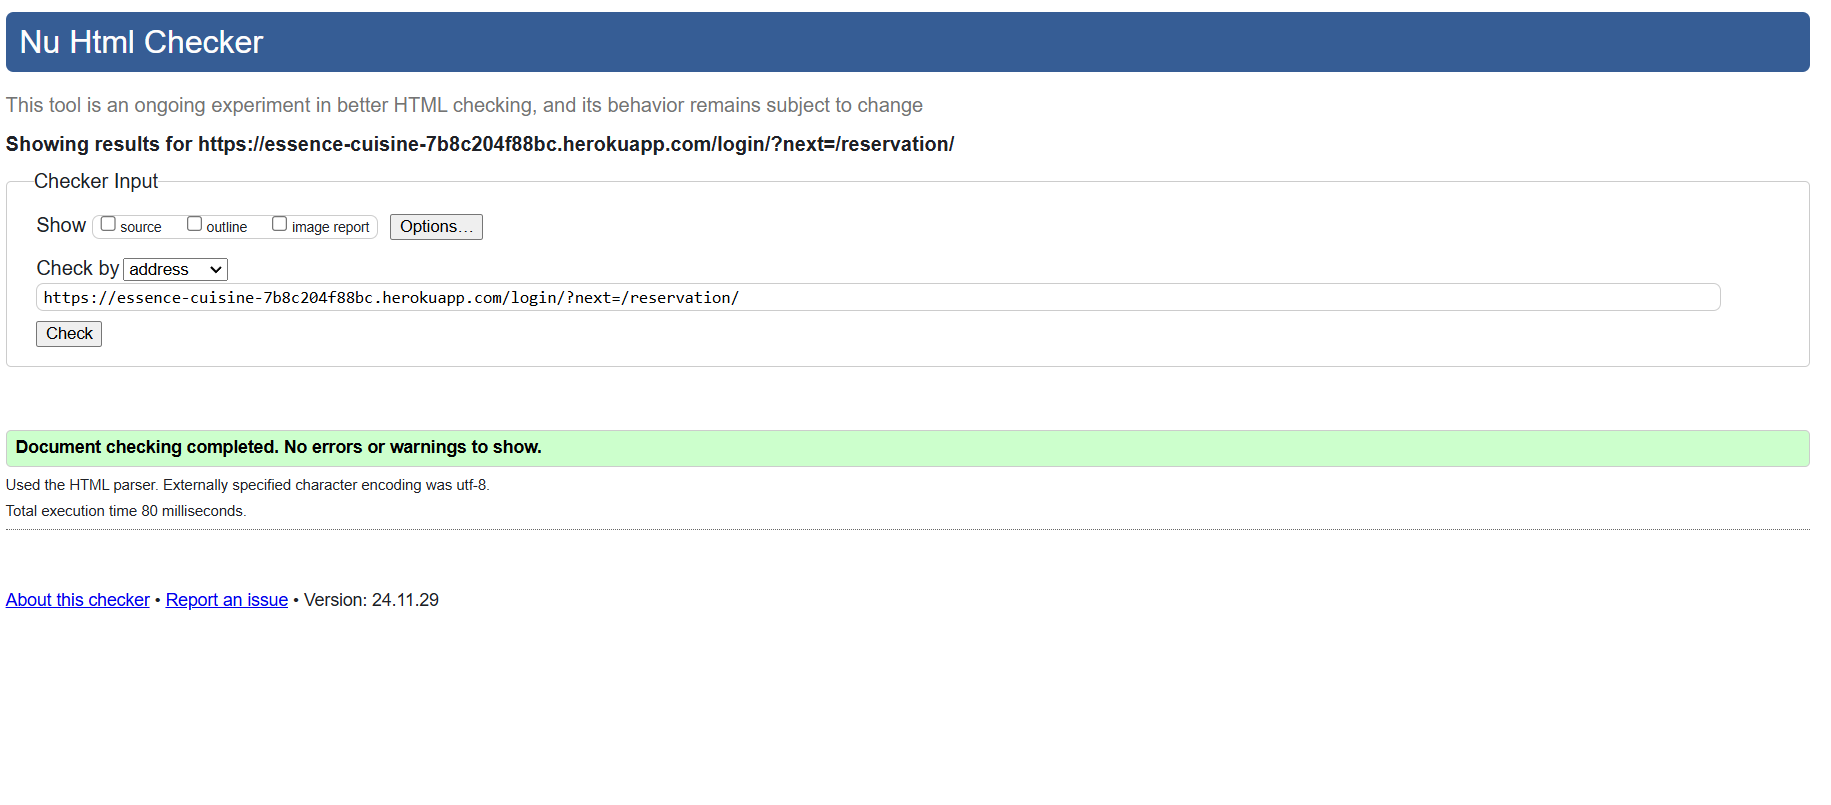 Nu Html Checker
This tool is an ongoing experiment in better HTML checking, and its behavior remains subject to change
Showing results for https://essence-cuisine-7b8c204f88bc.herokuapp.com/login/?next=/reservation/
Checker Input
Show source outline image report Options...
Check by address
https://essence-cuisine-7b8c204f88bc.herokuapp.com/login/?next=/reservation/
Check
Document checking completed. No errors or warnings to show.
Used the HTML parser. Externally specified character encoding was utf-8.
Total execution time 80 milliseconds.
About this checker • Report an issue • Version: 24.11.29